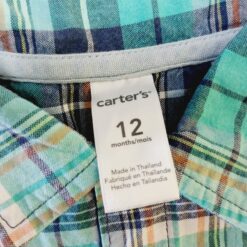 carter's
12
months/mois
Made in Thailand
Fabriqué en Thaïlande
Hecho en Tailandia